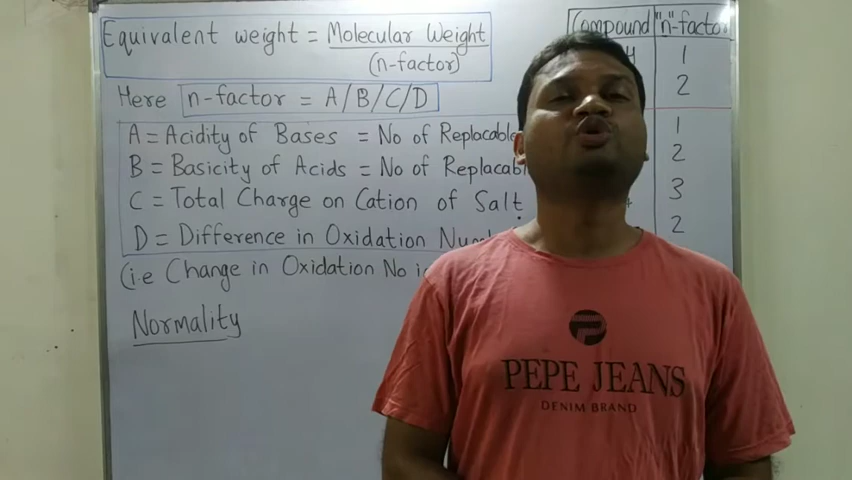 Equivalent weight = Molecular Weight
(n-factor)
Here n-factor = A/B/C/D
A = Acidity of Bases = No of Replacable
B = Basicity of Acids = No of
C = Total Charge on Cation of Salt
D = Difference in Oxidation
(i.e Change in Oxidation No
Normality
Compound "n"-factor
1
2
1
2
3
2
PEPE JEANS
DENIM BRAND